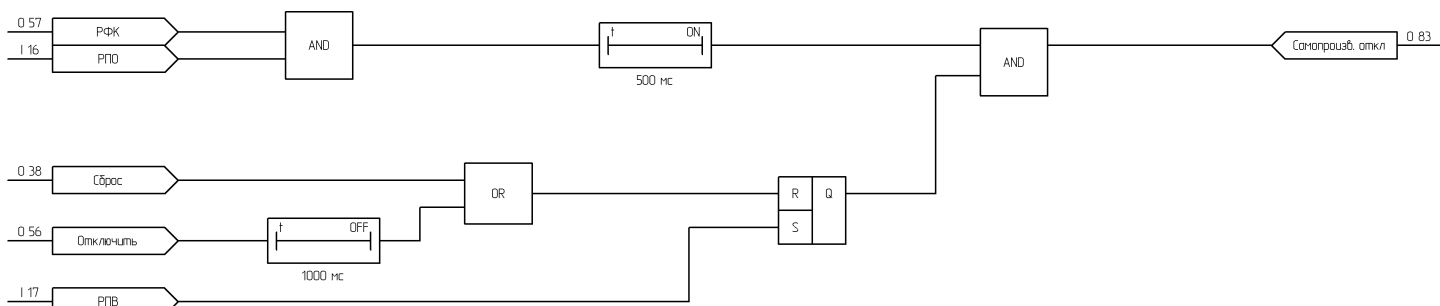 O 57
РФК
I 16
РПО
AND
t
ON
500 мс
AND
Самопроизв. откл
O 83
O 38
Сброс
OR
R
Q
S
O 56
Отключить
t
OFF
1000 мс
I 17
РПВ